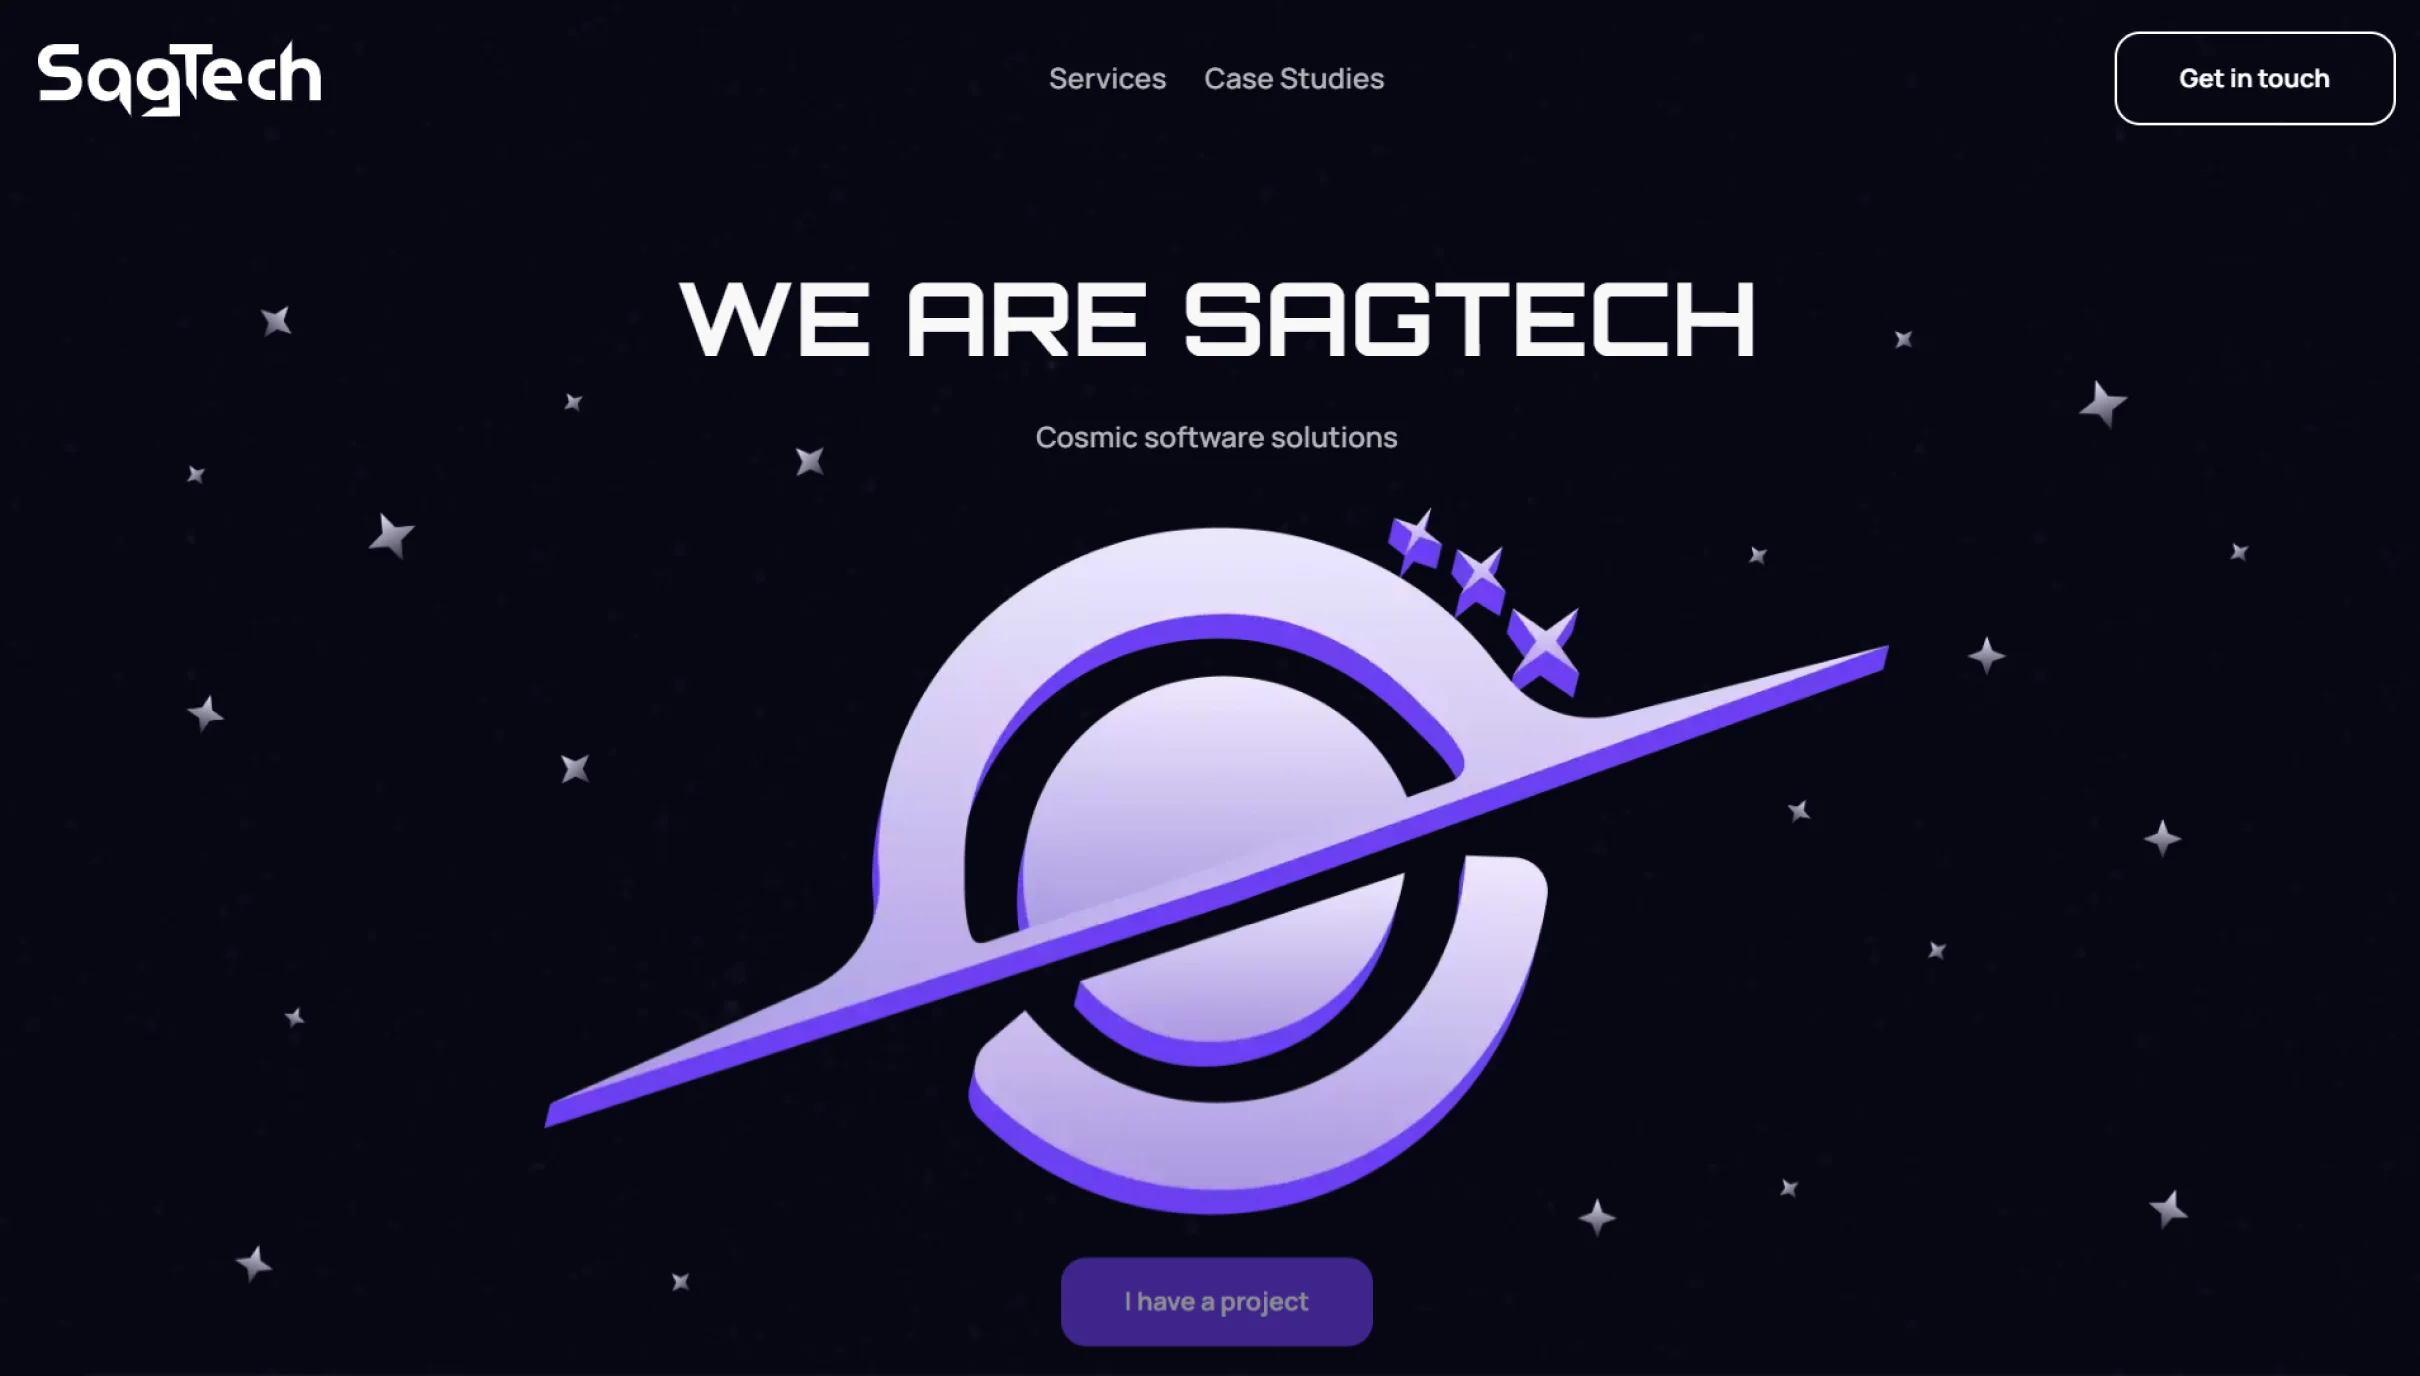 SagTech
Services
Case Studies
Get in touch
WE ARE SAGTECH
Cosmic software solutions
I have a project